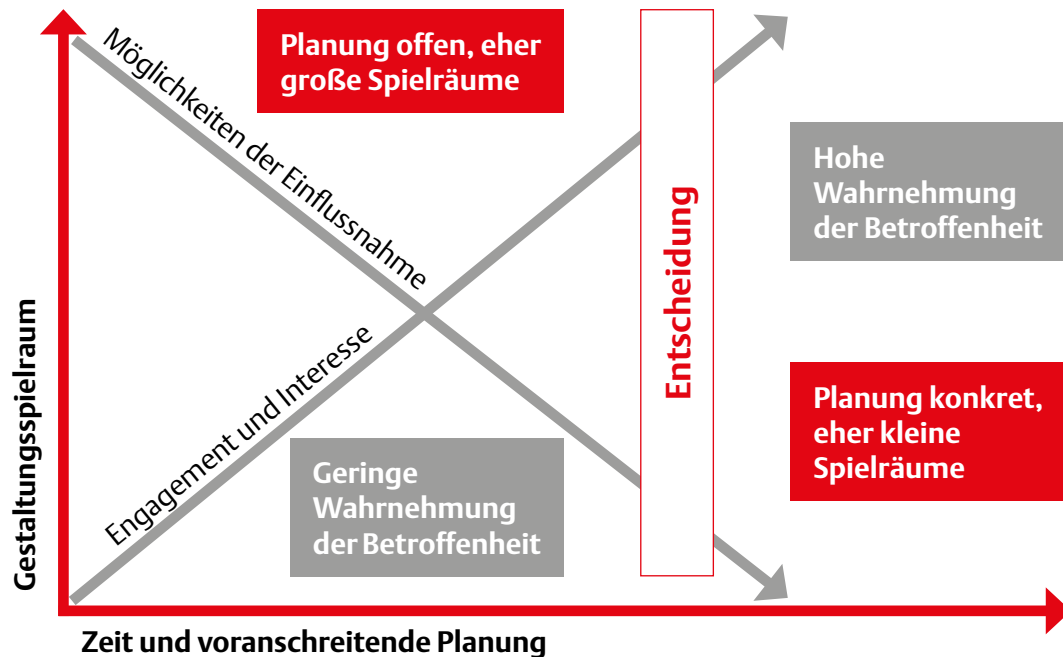 Planung offen, eher
große Spielräume
Möglichkeiten der Einflussnahme
Hohe
Wahrnehmung
der Betroffenheit
Entscheidung
Gestaltungsspielraum
Engagement und Interesse
Planung konkret,
eher kleine
Spielräume
Geringe
Wahrnehmung
der Betroffenheit
Zeit und voranschreitende Planung